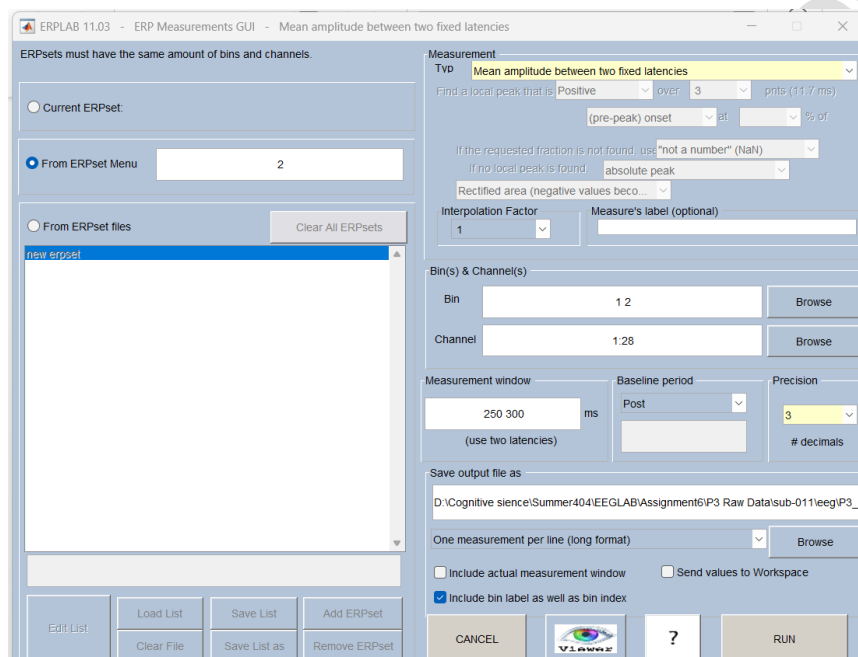 ERPLAB 11.03 - ERP Measurements GUI - Mean amplitude between two fixed latencies
ERPsets must have the same amount of bins and channels.
Current ERPset:
From ERPset Menu
2
From ERPset files
Clear All ERPsets
new erpset
Edit List
Load List
Save List
Add ERPset
Clear File
Save List as
Remove ERPset
Measurement
Typ
Mean amplitude between two fixed latencies
Find a local peak that is Positive over 3 pnts (11.7 ms)
(pre-peak) onset at % of
If the requested fraction is not found, use "not a number" (NaN)
If no local peak is found, absolute peak
Rectified area (negative values beco...
Interpolation Factor
1
Measure's label (optional)
Bin(s) & Channel(s)
Bin
1 2
Browse
Channel
1:28
Browse
Measurement window
250 300
ms
(use two latencies)
Baseline period
Post
Precision
3
# decimals
Save output file as
D:\Cognitive sience\Summer404\EEGLAB\Assignment6\P3 Raw Data\sub-011\eeg\P3_
One measurement per line (long format)
Browse
Include actual measurement window
Send values to Workspace
Include bin label as well as bin index
CANCEL
Viewer
?
RUN